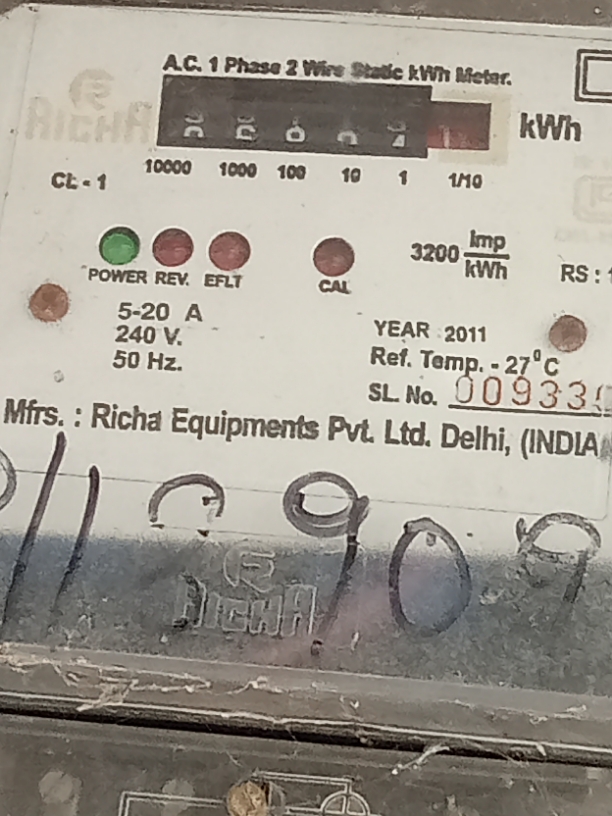 A.C. 1 Phase 2 Wire Static kWh Meter.
RICHA
kWh
10000 1000 100 10 1 1/10
CL - 1
3200 Imp/kWh
POWER REV. EFLT
CAL
RS :
5-20 A
240 V.
50 Hz.
YEAR 2011
Ref. Temp. - 27°C
SL. No. 00933
Mfrs. : Richa Equipments Pvt. Ltd. Delhi, (INDIA
RICHA